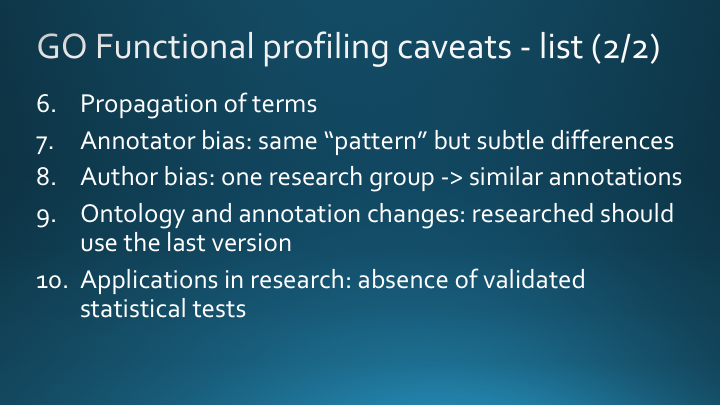 GO Functional profiling caveats - list (2/2)
6. Propagation of terms
7. Annotator bias: same “pattern” but subtle differences
8. Author bias: one research group -> similar annotations
9. Ontology and annotation changes: researched should
use the last version
10. Applications in research: absence of validated
statistical tests